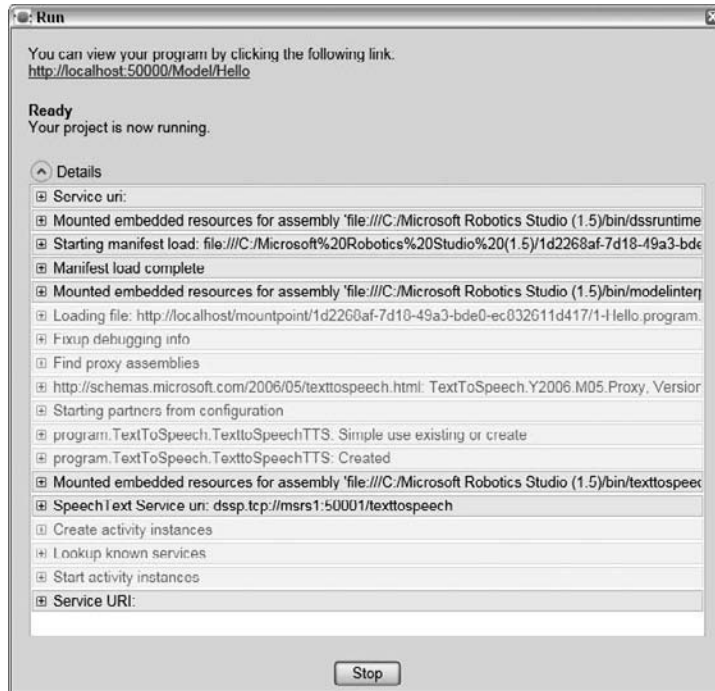 Run
You can view your program by clicking the following link:
http://localhost:50000/Model/Hello
Ready
Your project is now running.
Details
Service uri:
Mounted embedded resources for assembly 'file:///C:/Microsoft Robotics Studio (1.5)/bin/dssruntime
Starting manifest load: file:///C:/Microsoft%20Robotics%20Studio%20(1.5)/1d2268af-7d18-49a3-bde
Manifest load complete
Mounted embedded resources for assembly 'file:///C:/Microsoft Robotics Studio (1.5)/bin/modelinter
Loading file: http://localhost/mountpoint/1d2268af-7d18-49a3-bde0-ec832611d417/1-Hello.program.
Fixup debugging info
Find proxy assemblies
http://schemas.microsoft.com/2006/05/texttospeech.html: TextToSpeech.Y2006.M05.Proxy, Version
Starting partners from configuration
program.TextToSpeech.TexttoSpeechTTS: Simple use existing or create
program.TextToSpeech.TexttoSpeechTTS: Created
Mounted embedded resources for assembly 'file:///C:/Microsoft Robotics Studio (1.5)/bin/texttospeec
SpeechText Service uri: dssp.tcp://msrs1:50001/texttospeech
Create activity instances
Lookup known services
Start activity instances
Service URI:
Stop